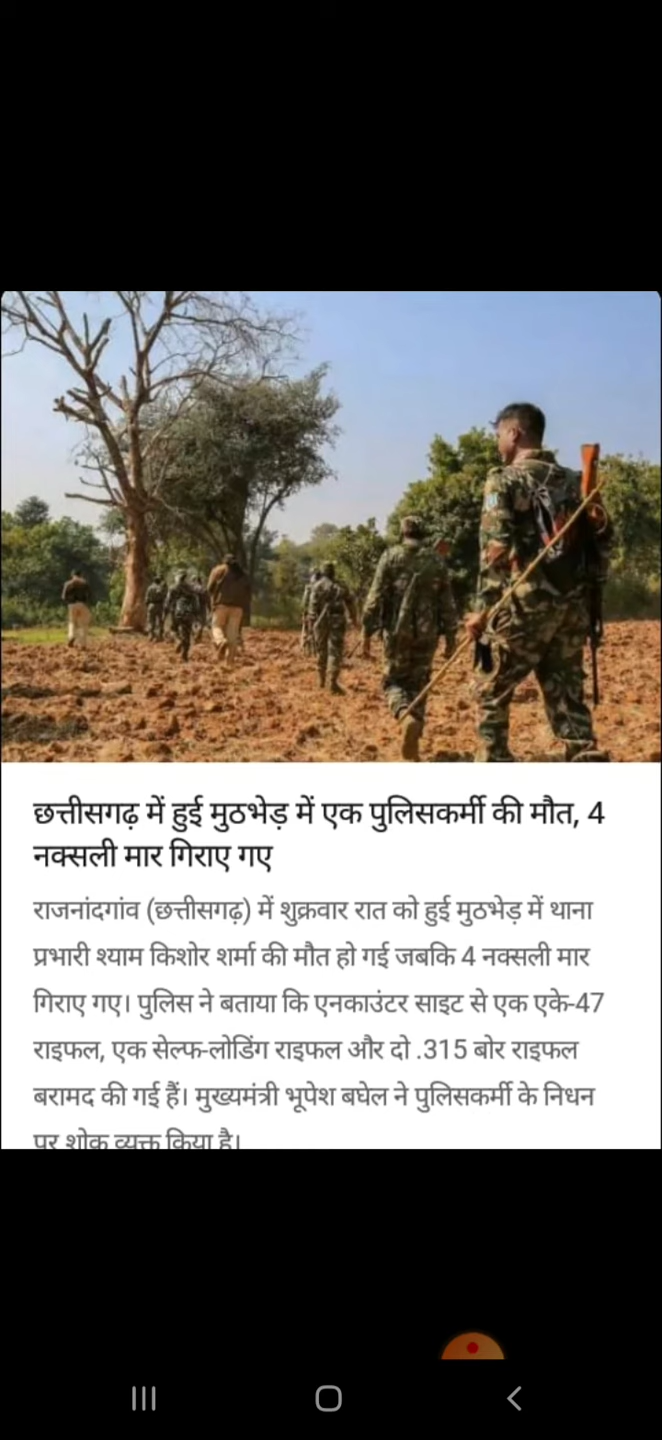 छत्तीसगढ़ में हुई मुठभेड़ में एक पुलिसकर्मी की मौत, 4
नक्सली मार गिराए गए
राजनांदगांव (छत्तीसगढ़) में शुक्रवार रात को हुई मुठभेड़ में थाना
प्रभारी श्याम किशोर शर्मा की मौत हो गई जबकि 4 नक्सली मार
गिराए गए। पुलिस ने बताया कि एनकाउंटर साइट से एक एके-47
राइफल, एक सेल्फ-लोडिंग राइफल और दो .315 बोर राइफल
बरामद की गई हैं। मुख्यमंत्री भूपेश बघेल ने पुलिसकर्मी के निधन
पर शोक व्यक्त किया है।